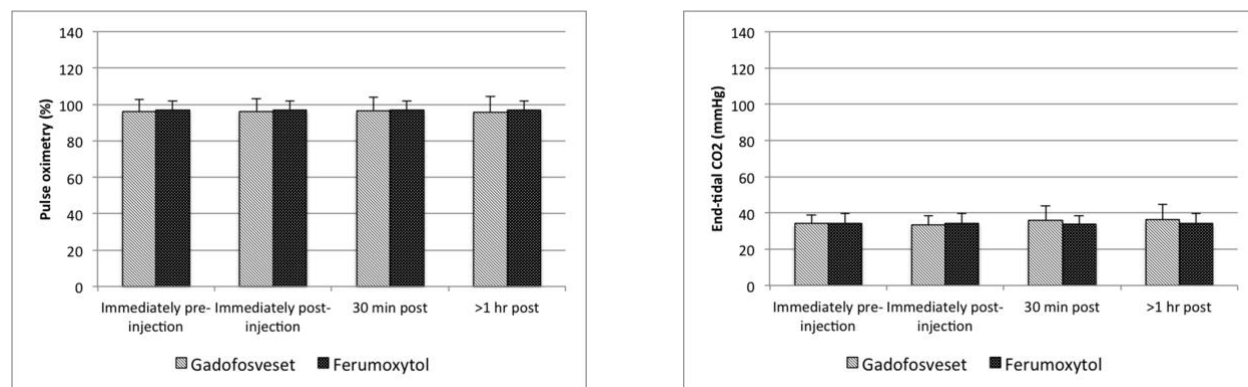 140
120
100
80
60
40
20
0
Pulse oximetry (%)
Immediately pre-injection
Immediately post-injection
30 min post
>1 hr post
Gadofosveset
Ferumoxytol
140
120
100
80
60
40
20
0
End-tidal CO2 (mmHg)
Immediately pre-injection
Immediately post-injection
30 min post
>1 hr post
Gadofosveset
Ferumoxytol